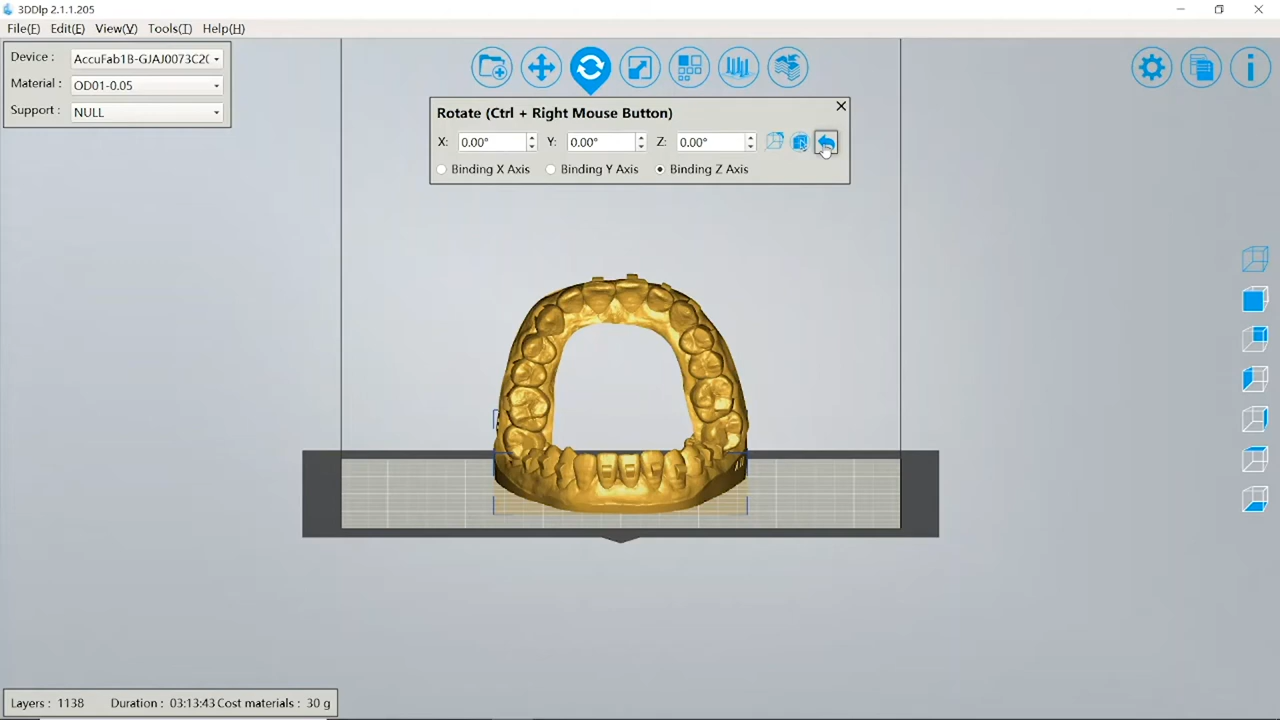 3DDlp 2.1.1.205
File(F) Edit(E) View(V) Tools(T) Help(H)
Device : AccuFab1B-GJAJ0073C2(
Material : OD01-0.05
Support : NULL
Rotate (Ctrl + Right Mouse Button)
X: 0.00° Y: 0.00° Z: 0.00°
Binding X Axis Binding Y Axis Binding Z Axis
Layers : 1138 Duration : 03:13:43 Cost materials : 30 g